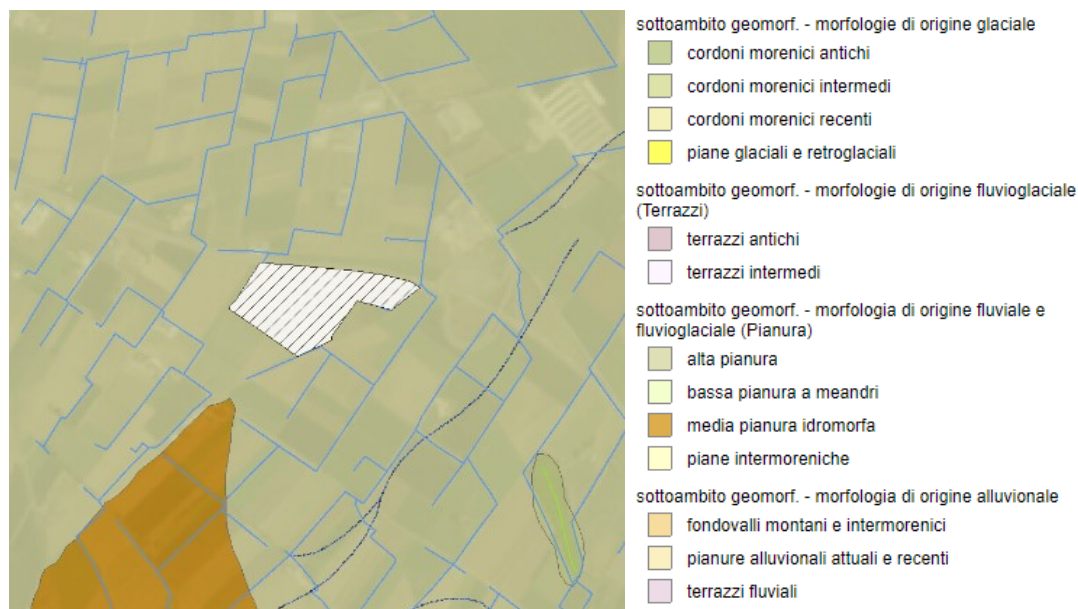 sottoambito geomorf. - morfologie di origine glaciale
cordoni morenici antichi
cordoni morenici intermedi
cordoni morenici recenti
piane glaciali e retroglaciali
sottoambito geomorf. - morfologie di origine fluvioglaciale
(Terrazzi)
terrazzi antichi
terrazzi intermedi
sottoambito geomorf. - morfologia di origine fluviale e
fluvioglaciale (Pianura)
alta pianura
bassa pianura a meandri
media pianura idromorfa
piane intermoreniche
sottoambito geomorf. - morfologia di origine alluvionale
fondovalli montani e intermorenici
pianure alluvionali attuali e recenti
terrazzi fluviali